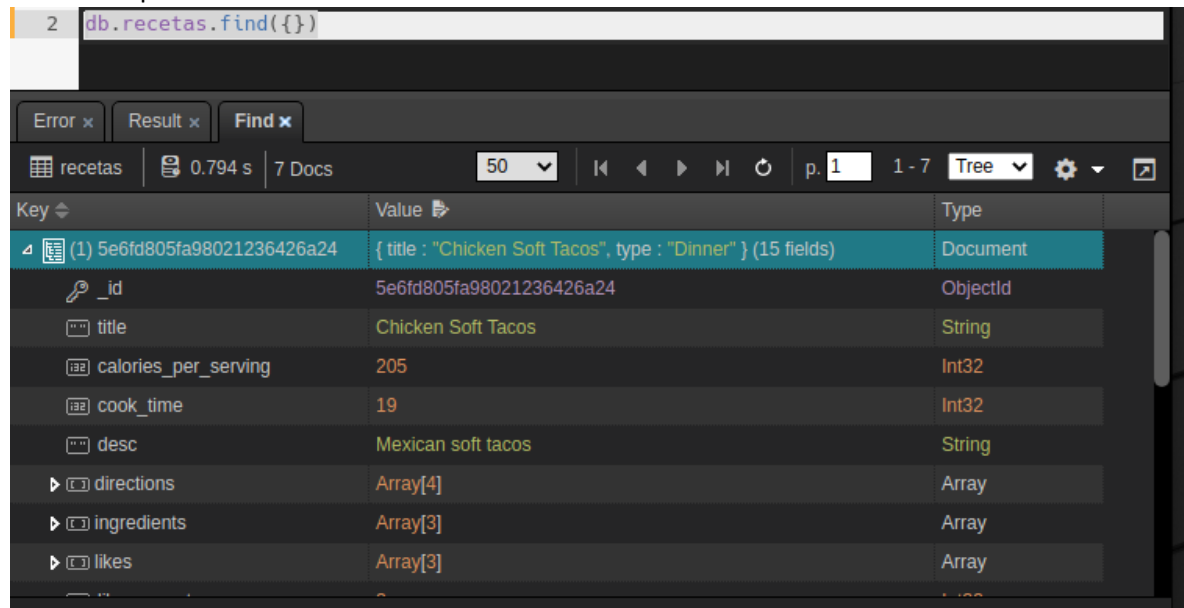 2 db.recetas.find({})
Error × Result × Find ×
recetas 0.794 s 7 Docs 50 p. 1 1 - 7 Tree
Key Value Type
(1) 5e6fd805fa98021236426a24 { title : "Chicken Soft Tacos", type : "Dinner" } (15 fields) Document
_id 5e6fd805fa98021236426a24 ObjectId
title Chicken Soft Tacos String
calories_per_serving 205 Int32
cook_time 19 Int32
desc Mexican soft tacos String
directions Array[4] Array
ingredients Array[3] Array
likes Array[3] Array